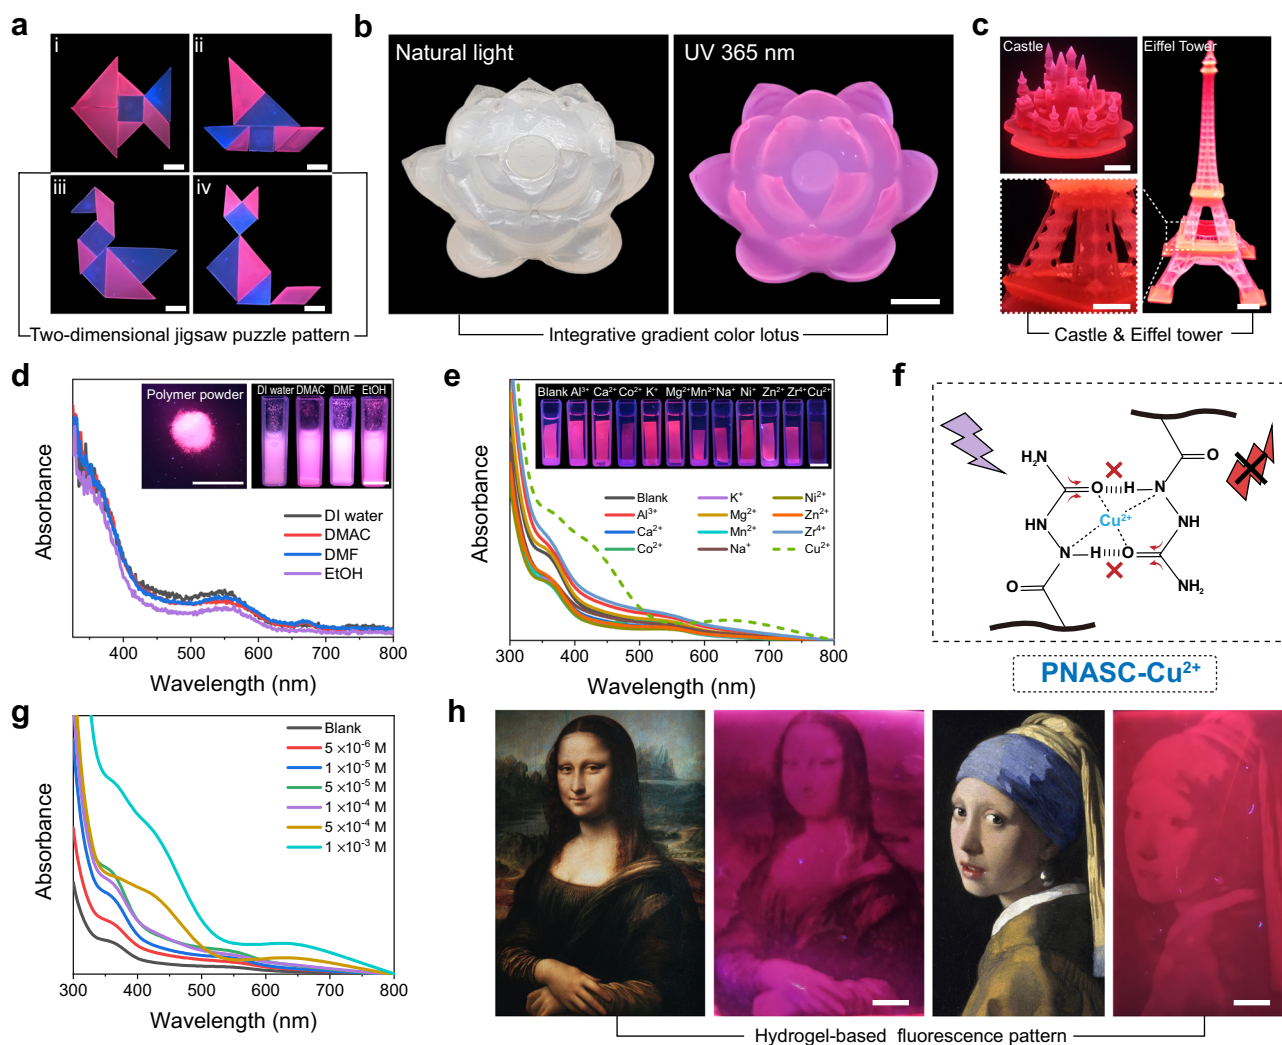 a
i
ii
iii
iv
Two-dimensional jigsaw puzzle pattern
b
Natural light
UV 365 nm
Integrative gradient color lotus
c
Castle
Eiffel Tower
Castle & Eiffel tower
d
Polymer powder
DI water DMAC DMF EtOH
DI water
DMAC
DMF
EtOH
Absorbance
400 500 600 700 800
Wavelength (nm)
e
Blank Al³⁺ Ca²⁺ Co²⁺ K⁺ Mg²⁺ Mn²⁺ Na⁺ Ni⁺ Zn²⁺ Zr⁴⁺ Cu²⁺
Blank K⁺ Ni²⁺
Al³⁺ Mg²⁺ Zn²⁺
Ca²⁺ Mn²⁺ Zr⁴⁺
Co²⁺ Na⁺ Cu²⁺
Absorbance
300 400 500 600 700 800
Wavelength (nm)
f
H₂N
O
O H N
HN
Cu²⁺
NH
N H O
O
NH₂
PNASC-Cu²⁺
g
Blank
5 ×10⁻⁶ M
1 ×10⁻⁵ M
5 ×10⁻⁵ M
1 ×10⁻⁴ M
5 ×10⁻⁴ M
1 ×10⁻³ M
Absorbance
300 400 500 600 700 800
Wavelength (nm)
h
Hydrogel-based fluorescence pattern